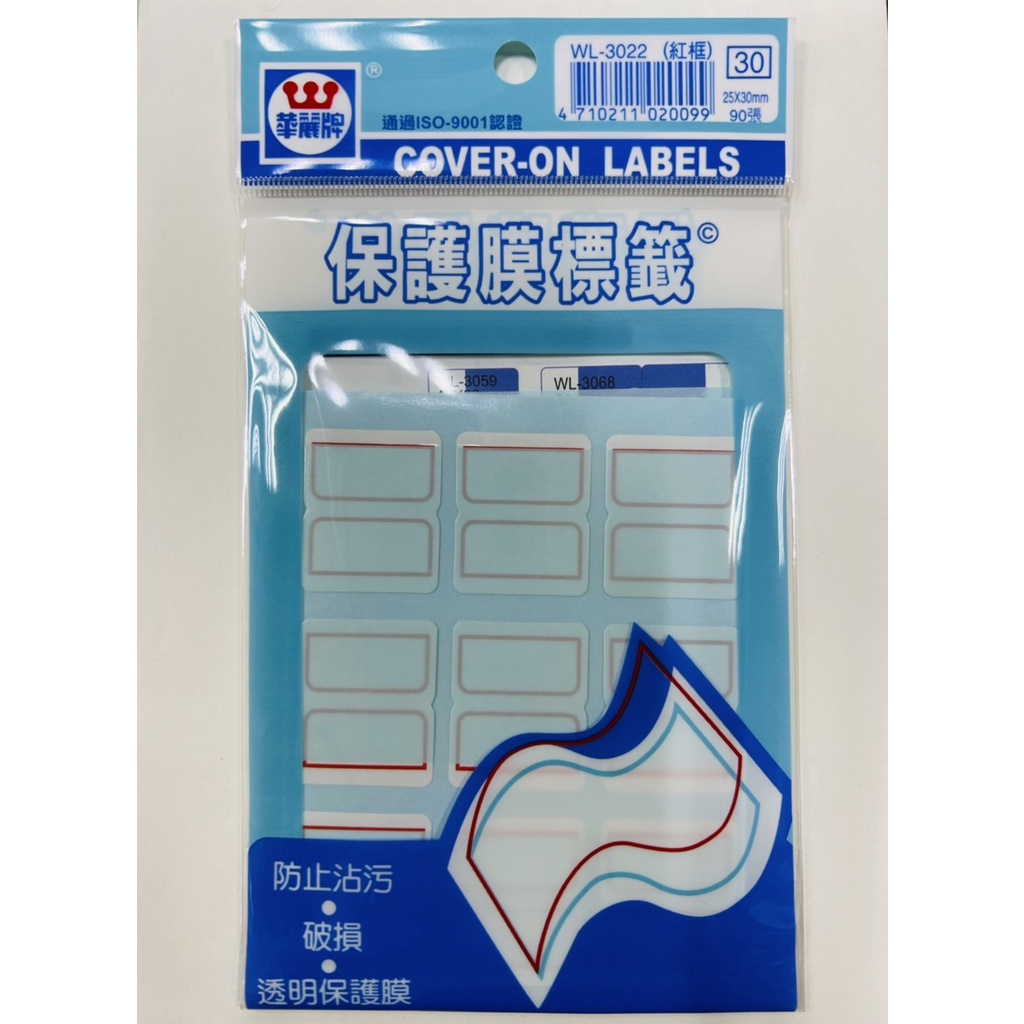 WL-3022 (紅框)
30
4 710211 020099
25X30mm
90張
華麗牌
®
通過ISO-9001認證
COVER-ON LABELS
保護膜標籤©
WL-3068
防止沾污
破損
透明保護膜